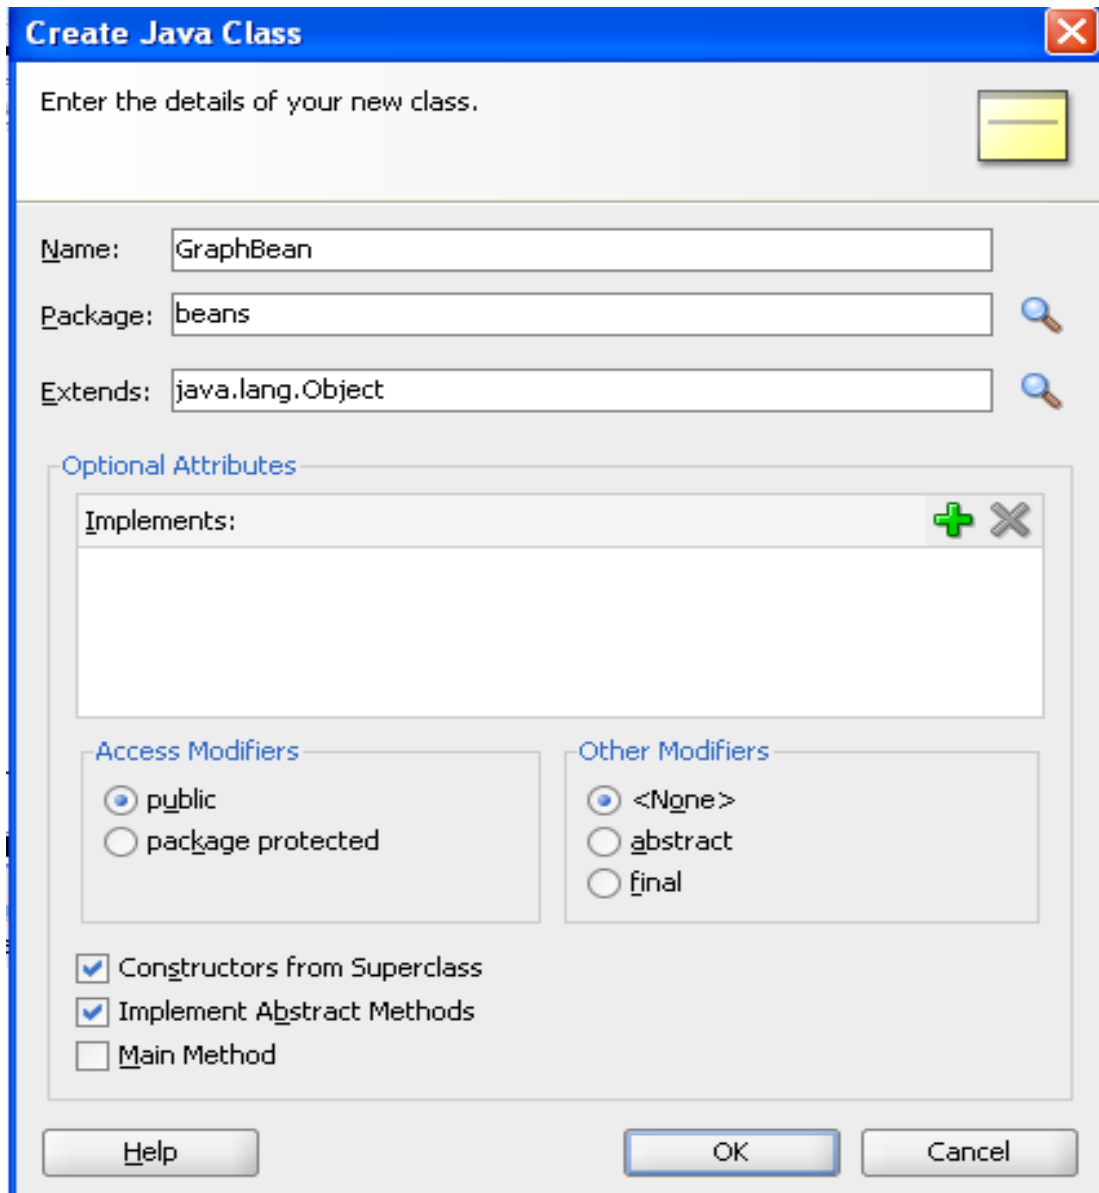 Create Java Class
Enter the details of your new class.
Name: GraphBean
Package: beans
Extends: java.lang.Object
Optional Attributes
Implements:
Access Modifiers
public
package protected
Other Modifiers
<None>
abstract
final
Constructors from Superclass
Implement Abstract Methods
Main Method
Help OK Cancel